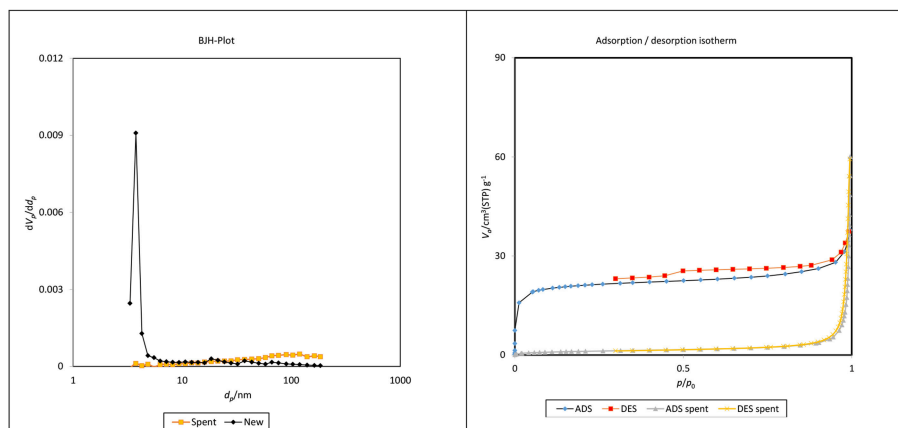 BJH-Plot
0.012
0.009
0.006
0.003
0
dVp/ddp
1
10
100
1000
dp/nm
Spent
New
Adsorption / desorption isotherm
90
60
30
0
Va/cm³(STP) g⁻¹
0
0.5
1
p/p₀
ADS
DES
ADS spent
DES spent